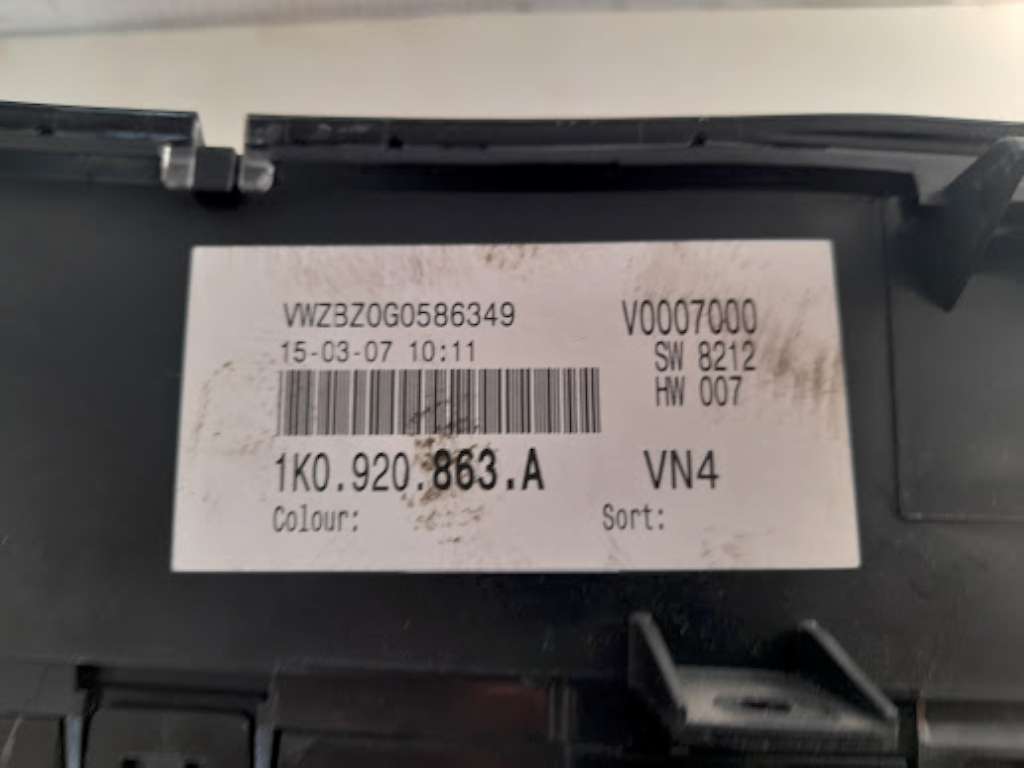 VWZBZ0G0586349
V0007000
15-03-07 10:11
SW 8212
HW 007
1K0.920.863.A
VN4
Colour:
Sort: